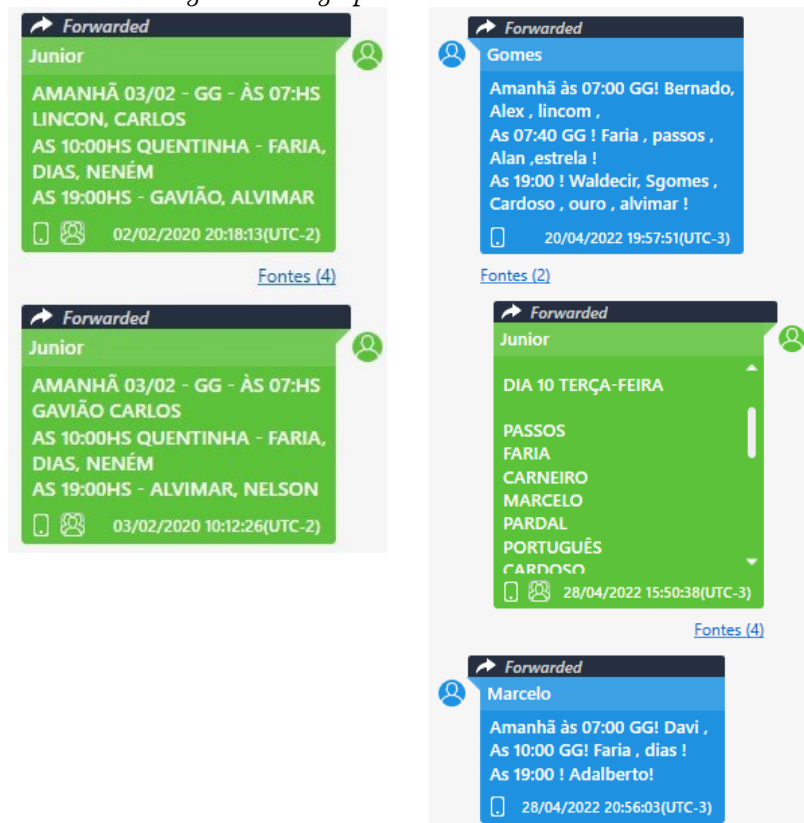 Forwarded
Junior
AMANHÃ 03/02 - GG - ÀS 07:HS
LINCON, CARLOS
AS 10:00HS QUENTINHA - FARIA,
DIAS, NENÉM
AS 19:00HS - GAVIÃO, ALVIMAR
02/02/2020 20:18:13(UTC-2)
Fontes (4)
Forwarded
Junior
AMANHÃ 03/02 - GG - ÀS 07:HS
GAVIÃO CARLOS
AS 10:00HS QUENTINHA - FARIA,
DIAS, NENÉM
AS 19:00HS - ALVIMAR, NELSON
03/02/2020 10:12:26(UTC-2)
Forwarded
Gomes
Amanhã às 07:00 GG! Bernado,
Alex , lincom ,
As 07:40 GG ! Faria , passos ,
Alan ,estrela !
As 19:00 ! Waldecir, Sgomes ,
Cardoso , ouro , alvimar !
20/04/2022 19:57:51(UTC-3)
Fontes (2)
Forwarded
Junior
DIA 10 TERÇA-FEIRA
PASSOS
FARIA
CARNEIRO
MARCELO
PARDAL
PORTUGUÊS
CARDOSO
28/04/2022 15:50:38(UTC-3)
Fontes (4)
Forwarded
Marcelo
Amanhã às 07:00 GG! Davi ,
As 10:00 GG! Faria , dias !
As 19:00 ! Adalberto!
28/04/2022 20:56:03(UTC-3)